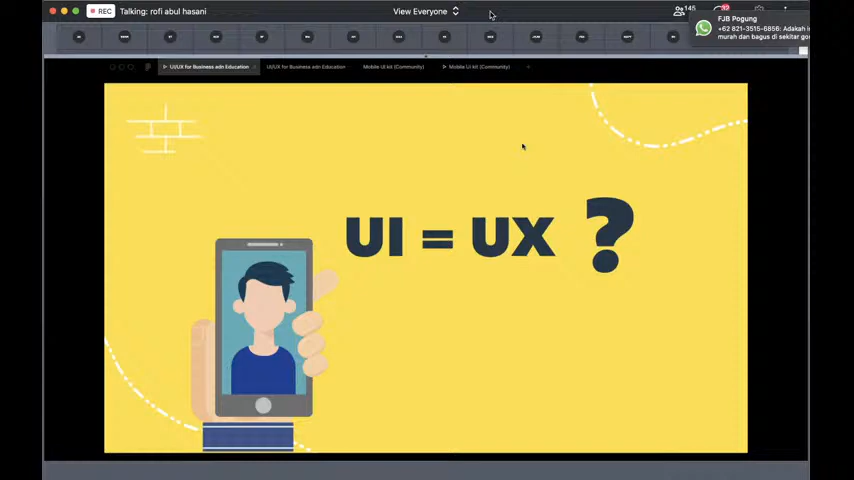 REC
Talking: rofi abul hasani
View Everyone
145
32
FJB Pogung
+62 821-3515-6856: Adakah
murah dan bagus di sekitar
UI/UX for Business adn Education
UI/UX for Business adn Education
Mobile UI kit (Community)
Mobile UI kit (Community)
UI = UX ?